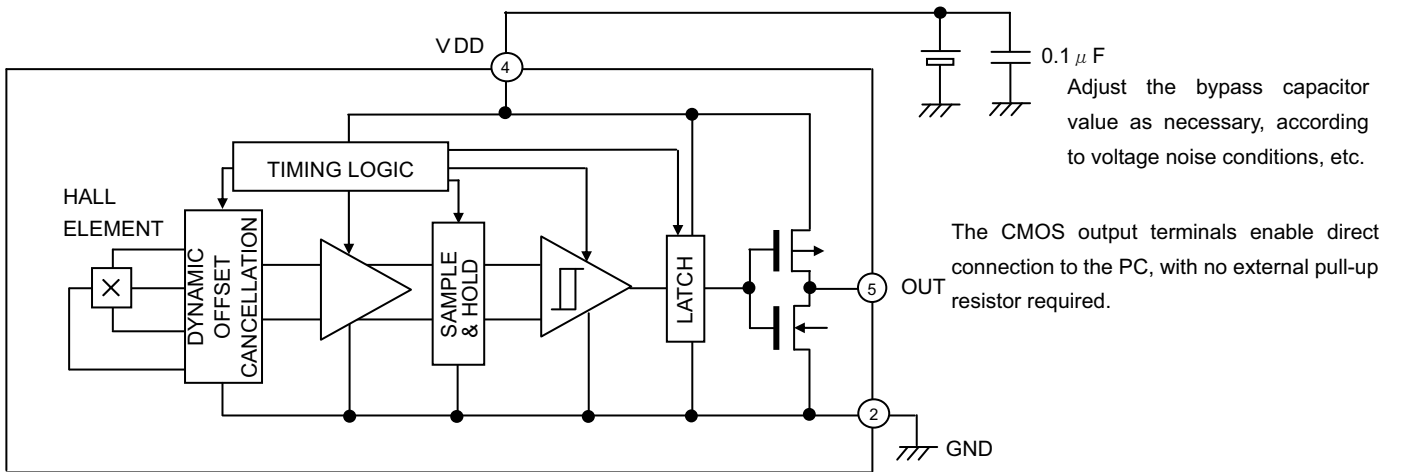 VDD
4
0.1 μ F
Adjust the bypass capacitor
value as necessary, according
to voltage noise conditions, etc.
TIMING LOGIC
HALL
ELEMENT
DYNAMIC
OFFSET
CANCELLATION
×
SAMPLE
& HOLD
LATCH
The CMOS output terminals enable direct
connection to the PC, with no external pull-up
resistor required.
5
OUT
2
GND